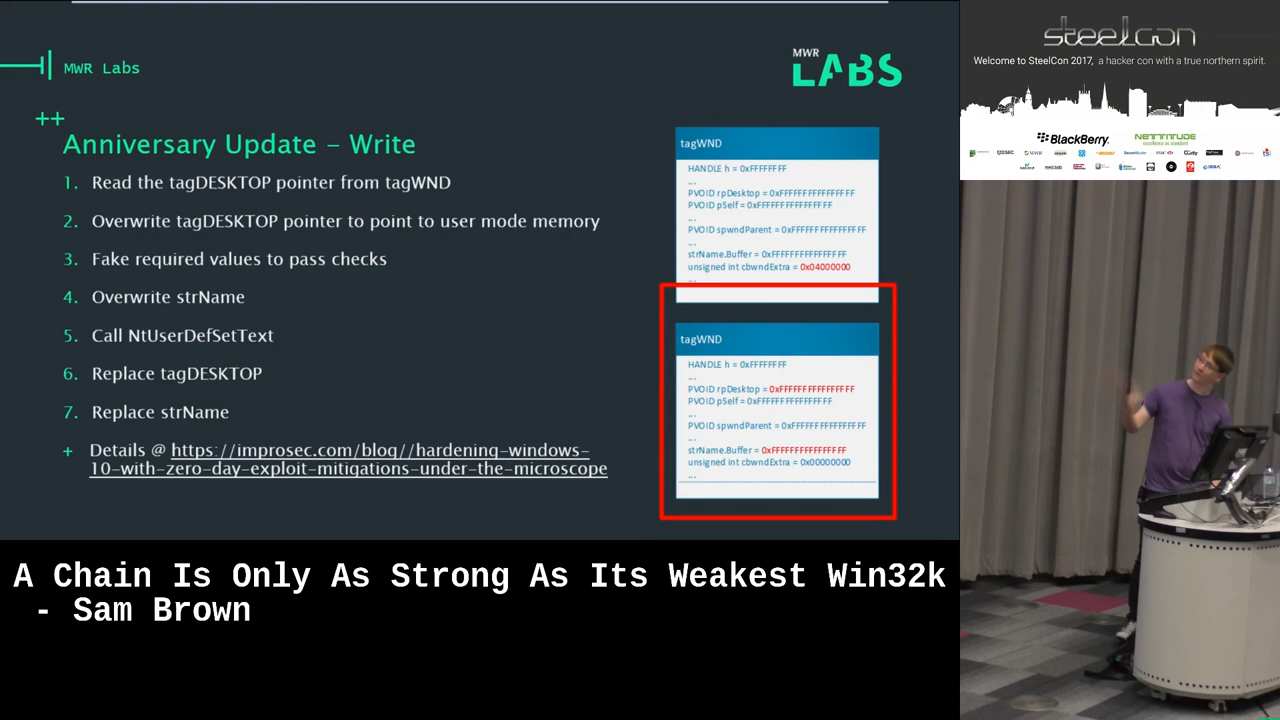 MWR Labs
MWR
LABS
++
Anniversary Update – Write
1. Read the tagDESKTOP pointer from tagWND
2. Overwrite tagDESKTOP pointer to point to user mode memory
3. Fake required values to pass checks
4. Overwrite strName
5. Call NtUserDefSetText
6. Replace tagDESKTOP
7. Replace strName
+ Details @ https://improsec.com/blog//hardening-windows-
10-with-zero-day-exploit-mitigations-under-the-microscope
tagWND
HANDLE h = 0xFFFFFFFF
...
PVOID rpDesktop = 0xFFFFFFFFFFFFFFFF
PVOID pSelf = 0xFFFFFFFFFFFFFFFF
...
PVOID spwndParent = 0xFFFFFFFFFFFFFFFF
...
strName.Buffer = 0xFFFFFFFFFFFFFFFF
unsigned int cbwndExtra = 0x04000000
...
tagWND
HANDLE h = 0xFFFFFFFF
...
PVOID rpDesktop = 0xFFFFFFFFFFFFFFFF
PVOID pSelf = 0xFFFFFFFFFFFFFFFF
...
PVOID spwndParent = 0xFFFFFFFFFFFFFFFF
...
strName.Buffer = 0xFFFFFFFFFFFFFFFF
unsigned int cbwndExtra = 0x00000000
...
A Chain Is Only As Strong As Its Weakest Win32k
- Sam Brown
steelcon
Welcome to SteelCon 2017, a hacker con with a true northern spirit.
BlackBerry
NETTITUDE